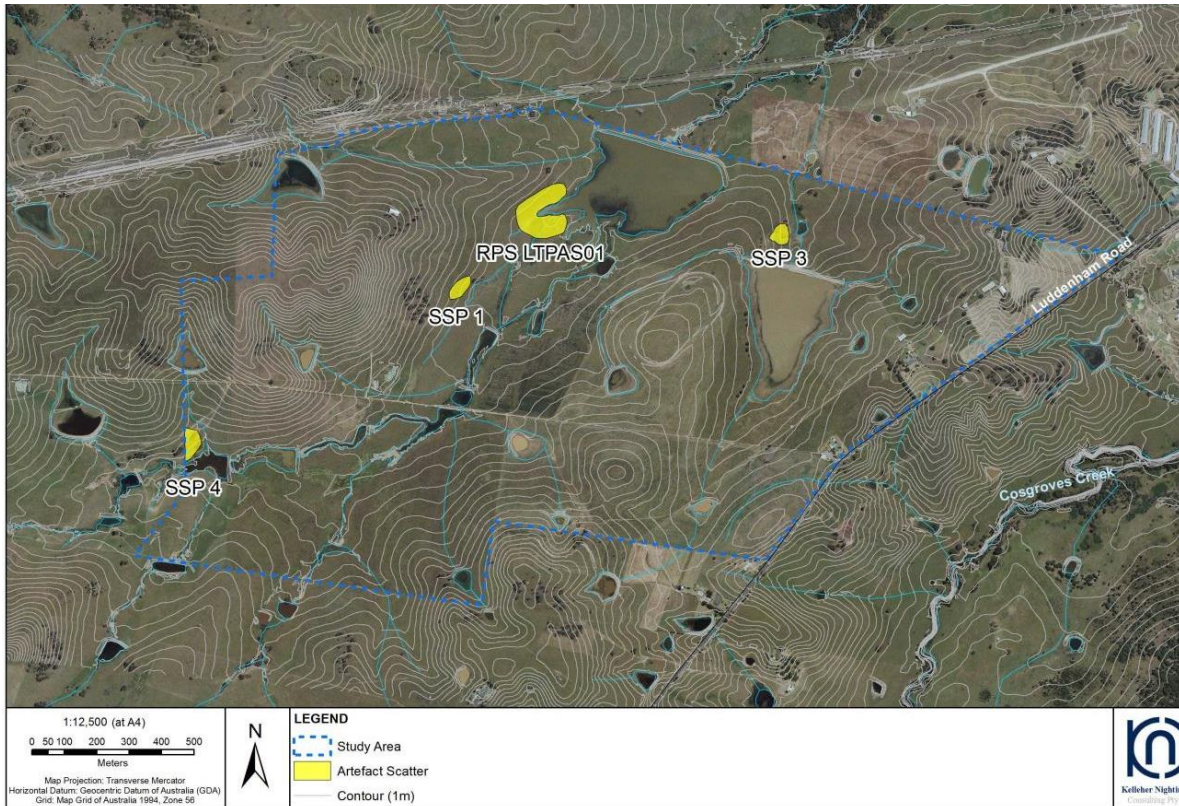 RPS LTPAS01
SSP 3
SSP 1
Luddenham Road
SSP 4
Cosgroves Creek
1:12,500 (at A4)
0 50 100 200 300 400 500
Meters
Map Projection: Transverse Mercator
Horizontal Datum: Geocentric Datum of Australia (GDA)
Grid: Map Grid of Australia 1994, Zone 56
N
LEGEND
Study Area
Artefact Scatter
Contour (1m)
Kelleher
Consulting